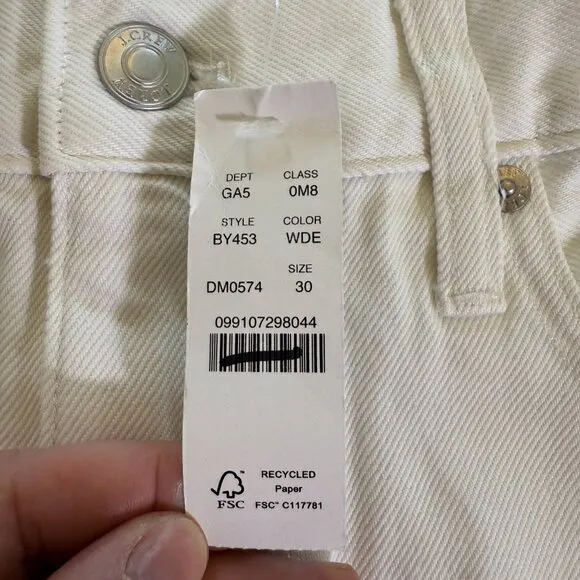 J.CREW
DEPT CLASS
GA5 0M8
STYLE COLOR
BY453 WDE
SIZE
DM0574 30
099107298044
RECYCLED
Paper
FSC™ C117781
FSC